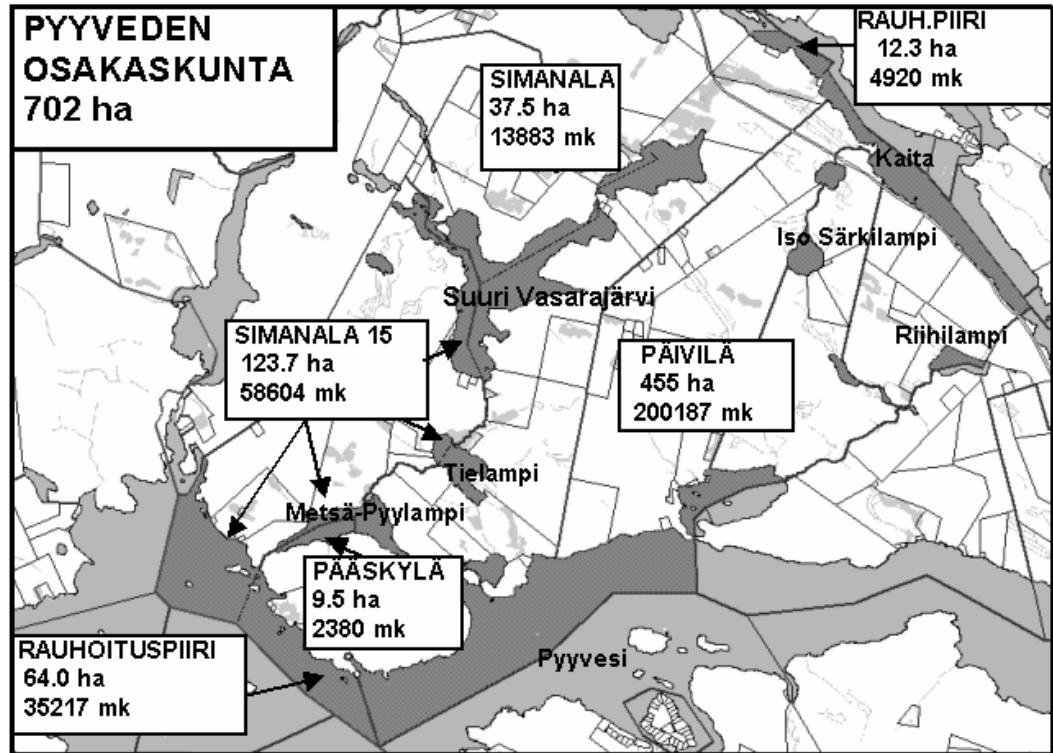 PYYVEDEN
OSAKASKUNTA
702 ha
RAUH.PIIRI
12.3 ha
4920 mk
SIMANALA
37.5 ha
13883 mk
Kaita
Iso Särkilampi
Suuri Vasarajärvi
SIMANALA 15
123.7 ha
58604 mk
Riihilampi
PÄIVILÄ
455 ha
200187 mk
Tielampi
Metsä-Pyylampi
PÄÄSKYLÄ
9.5 ha
2380 mk
RAUHOITUSPIIRI
64.0 ha
35217 mk
Pyyvesi